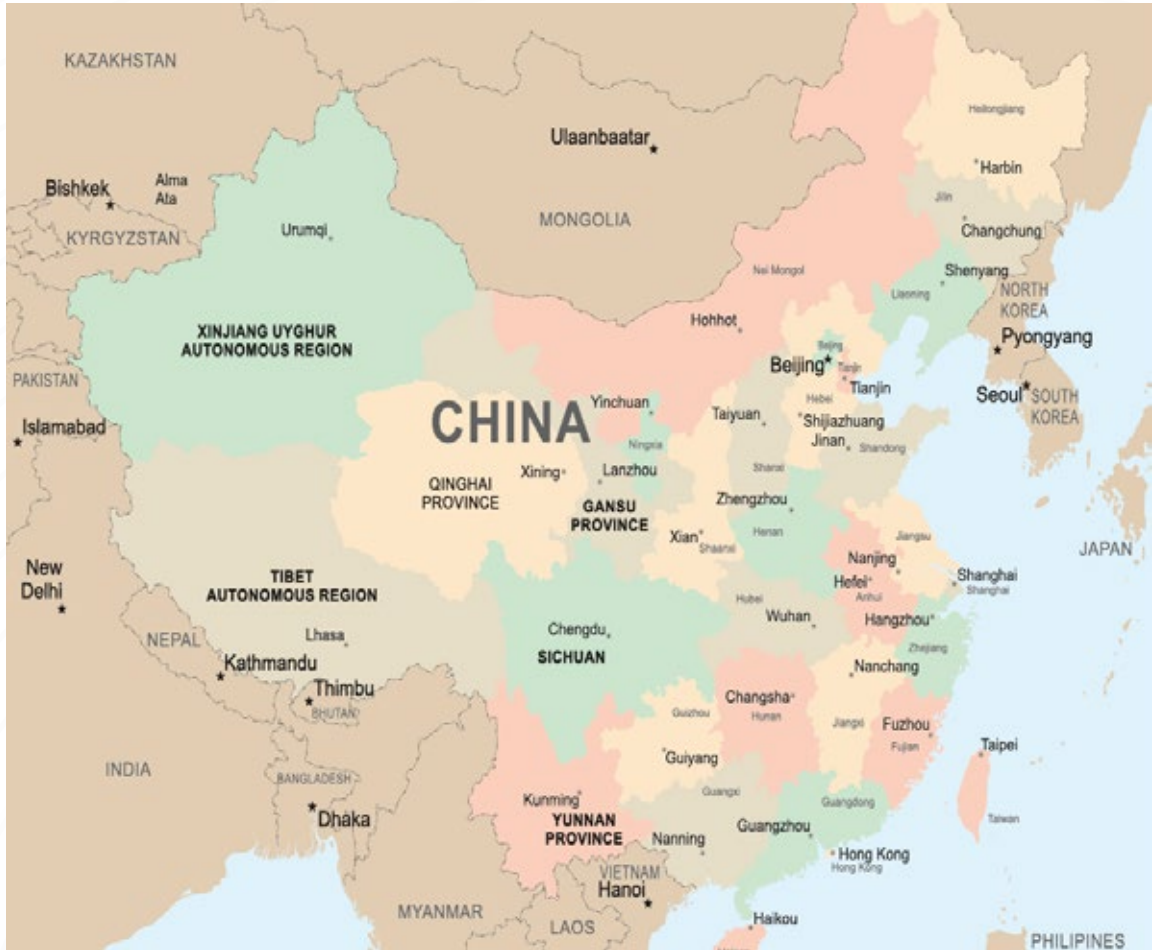 KAZAKHSTAN
Ulaanbaatar
MONGOLIA
Heilongjiang
Harbin
Bishkek
Alma
Ata
KYRGYZSTAN
Urumqi
Jilin
Changchung
Shenyang
Liaoning
Nei Mongol
NORTH
KOREA
Pyongyang
XINJIANG UYGHUR
AUTONOMOUS REGION
Hohhot
Beijing
Beijing
Tianjin
Tianjin
Seoul
SOUTH
KOREA
PAKISTAN
Islamabad
CHINA
Yinchuan
Ningxia
Taiyuan
Hebei
Shijiazhuang
Jinan
Shandong
Shanxi
QINGHAI
PROVINCE
Xining
Lanzhou
GANSU
PROVINCE
Zhengzhou
Henan
Xian
Shaanxi
Jiangsu
Nanjing
JAPAN
New
Delhi
TIBET
AUTONOMOUS REGION
Lhasa
Hefei
Anhui
Shanghai
Shanghai
Hubei
Wuhan
Hangzhou
Zhejiang
NEPAL
Kathmandu
Thimbu
BHUTAN
Chengdu
SICHUAN
Nanchang
Changsha
Hunan
Jiangxi
Fuzhou
Fujian
Guizhou
Guiyang
Taipei
Taiwan
INDIA
BANGLADESH
Dhaka
Kunming
YUNNAN
PROVINCE
Guangxi
Nanning
Guangdong
Guangzhou
Hong Kong
Hong Kong
VIETNAM
Hanoi
MYANMAR
LAOS
Haikou
PHILIPINES